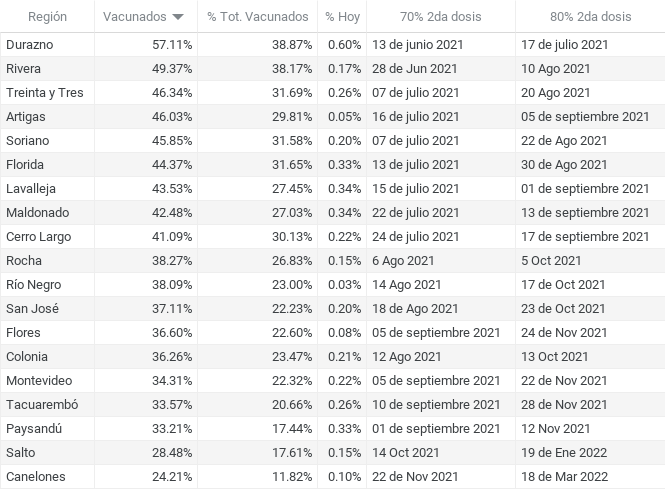 Región Vacunados % Tot. Vacunados % Hoy 70% 2da dosis 80% 2da dosis
Durazno 57.11% 38.87% 0.60% 13 de junio 2021 17 de julio 2021
Rivera 49.37% 38.17% 0.17% 28 de Jun 2021 10 Ago 2021
Treinta y Tres 46.34% 31.69% 0.26% 07 de julio 2021 20 Ago 2021
Artigas 46.03% 29.81% 0.05% 16 de julio 2021 05 de septiembre 2021
Soriano 45.85% 31.58% 0.20% 07 de julio 2021 22 de Ago 2021
Florida 44.37% 31.65% 0.33% 13 de julio 2021 30 de Ago 2021
Lavalleja 43.53% 27.45% 0.34% 15 de julio 2021 01 de septiembre 2021
Maldonado 42.48% 27.03% 0.34% 22 de julio 2021 13 de septiembre 2021
Cerro Largo 41.09% 30.13% 0.22% 24 de julio 2021 17 de septiembre 2021
Rocha 38.27% 26.83% 0.15% 6 Ago 2021 5 Oct 2021
Río Negro 38.09% 23.00% 0.03% 14 Ago 2021 17 de Oct 2021
San José 37.11% 22.23% 0.20% 18 de Ago 2021 23 de Oct 2021
Flores 36.60% 22.60% 0.08% 05 de septiembre 2021 24 de Nov 2021
Colonia 36.26% 23.47% 0.21% 12 Ago 2021 13 Oct 2021
Montevideo 34.31% 22.32% 0.22% 05 de septiembre 2021 22 de Nov 2021
Tacuarembó 33.57% 20.66% 0.26% 10 de septiembre 2021 28 de Nov 2021
Paysandú 33.21% 17.44% 0.33% 01 de septiembre 2021 12 Nov 2021
Salto 28.48% 17.61% 0.15% 14 Oct 2021 19 de Ene 2022
Canelones 24.21% 11.82% 0.10% 22 de Nov 2021 18 de Mar 2022